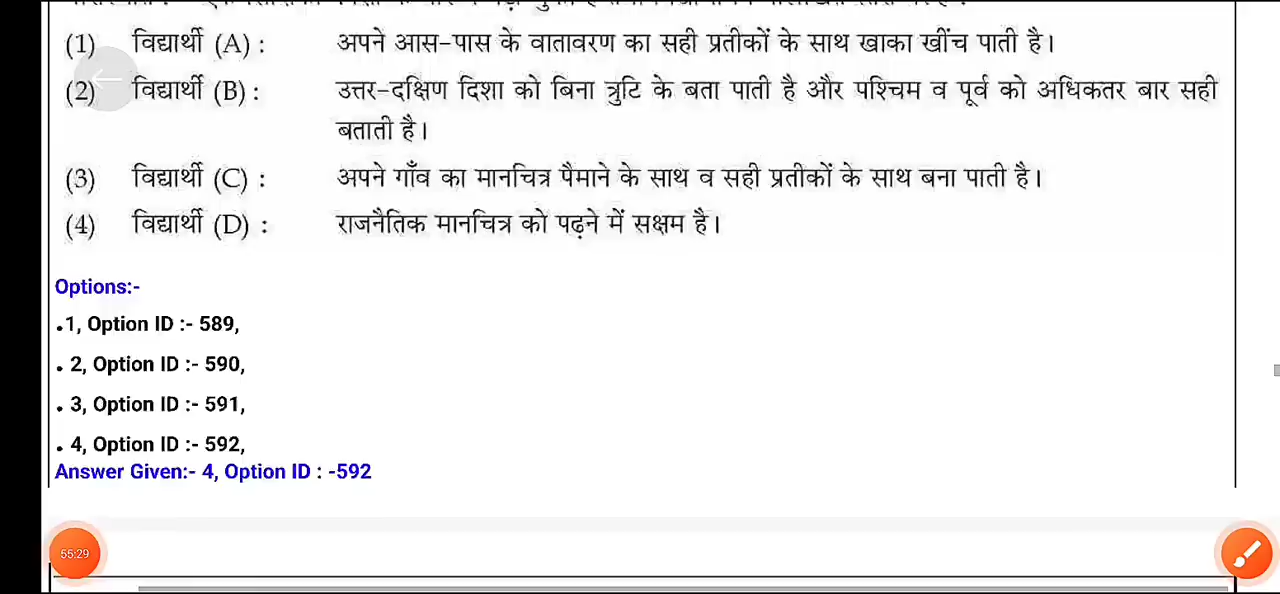 (1) विद्यार्थी (A) : अपने आस-पास के वातावरण का सही प्रतीकों के साथ खाका खींच पाती है।
(2) विद्यार्थी (B) : उत्तर-दक्षिण दिशा को बिना त्रुटि के बता पाती है और पश्चिम व पूर्व को अधिकतर बार सही
बताती है।
(3) विद्यार्थी (C) : अपने गाँव का मानचित्र पैमाने के साथ व सही प्रतीकों के साथ बना पाती है।
(4) विद्यार्थी (D) : राजनैतिक मानचित्र को पढ़ने में सक्षम है।
Options:-
.1, Option ID :- 589,
. 2, Option ID :- 590,
. 3, Option ID :- 591,
. 4, Option ID :- 592,
Answer Given:- 4, Option ID : -592
55:29